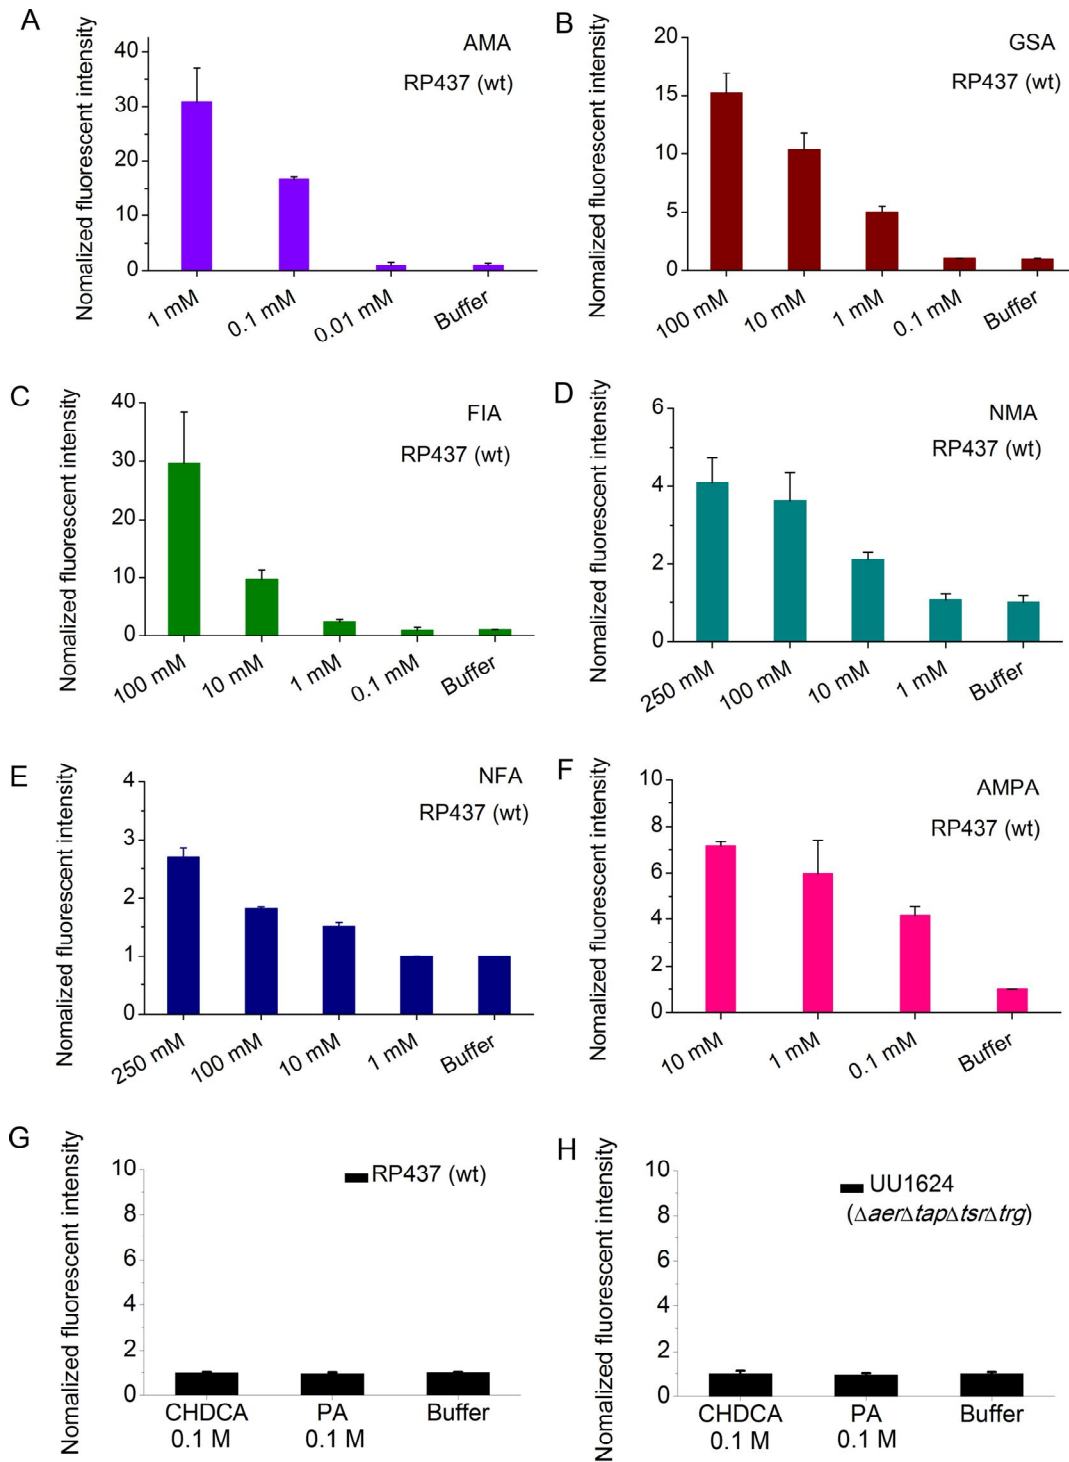 A
Nomalized fluorescent intensity
40
30
20
10
0
AMA
RP437 (wt)
1 mM
0.1 mM
0.01 mM
Buffer
B
Nomalized fluorescent intensity
20
15
10
5
0
GSA
RP437 (wt)
100 mM
10 mM
1 mM
0.1 mM
Buffer
C
Nomalized fluorescent intensity
40
30
20
10
0
FIA
RP437 (wt)
100 mM
10 mM
1 mM
0.1 mM
Buffer
D
Nomalized fluorescent intensity
6
4
2
0
NMA
RP437 (wt)
250 mM
100 mM
10 mM
1 mM
Buffer
E
Nomalized fluorescent intensity
4
3
2
1
0
NFA
RP437 (wt)
250 mM
100 mM
10 mM
1 mM
Buffer
F
Nomalized fluorescent intensity
10
8
6
4
2
0
AMPA
RP437 (wt)
10 mM
1 mM
0.1 mM
Buffer
G
Nomalized fluorescent intensity
10
8
6
4
2
0
RP437 (wt)
CHDCA PA Buffer
0.1 M 0.1 M
H
Nomalized fluorescent intensity
10
8
6
4
2
0
UU1624
(ΔaerΔtapΔtsrΔtrg)
CHDCA PA Buffer
0.1 M 0.1 M